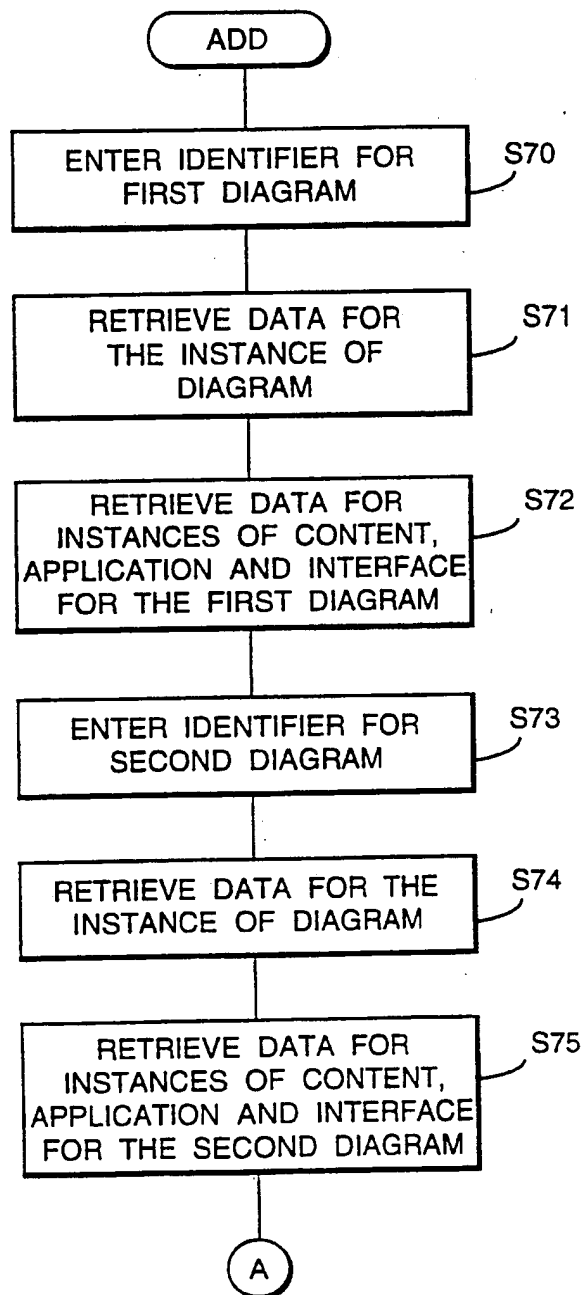 ADD
ENTER IDENTIFIER FOR
FIRST DIAGRAM
S70
RETRIEVE DATA FOR
THE INSTANCE OF
DIAGRAM
S71
RETRIEVE DATA FOR
INSTANCES OF CONTENT,
APPLICATION AND INTERFACE
FOR THE FIRST DIAGRAM
S72
ENTER IDENTIFIER FOR
SECOND DIAGRAM
S73
RETRIEVE DATA FOR THE
INSTANCE OF DIAGRAM
S74
RETRIEVE DATA FOR
INSTANCES OF CONTENT,
APPLICATION AND INTERFACE
FOR THE SECOND DIAGRAM
S75
A